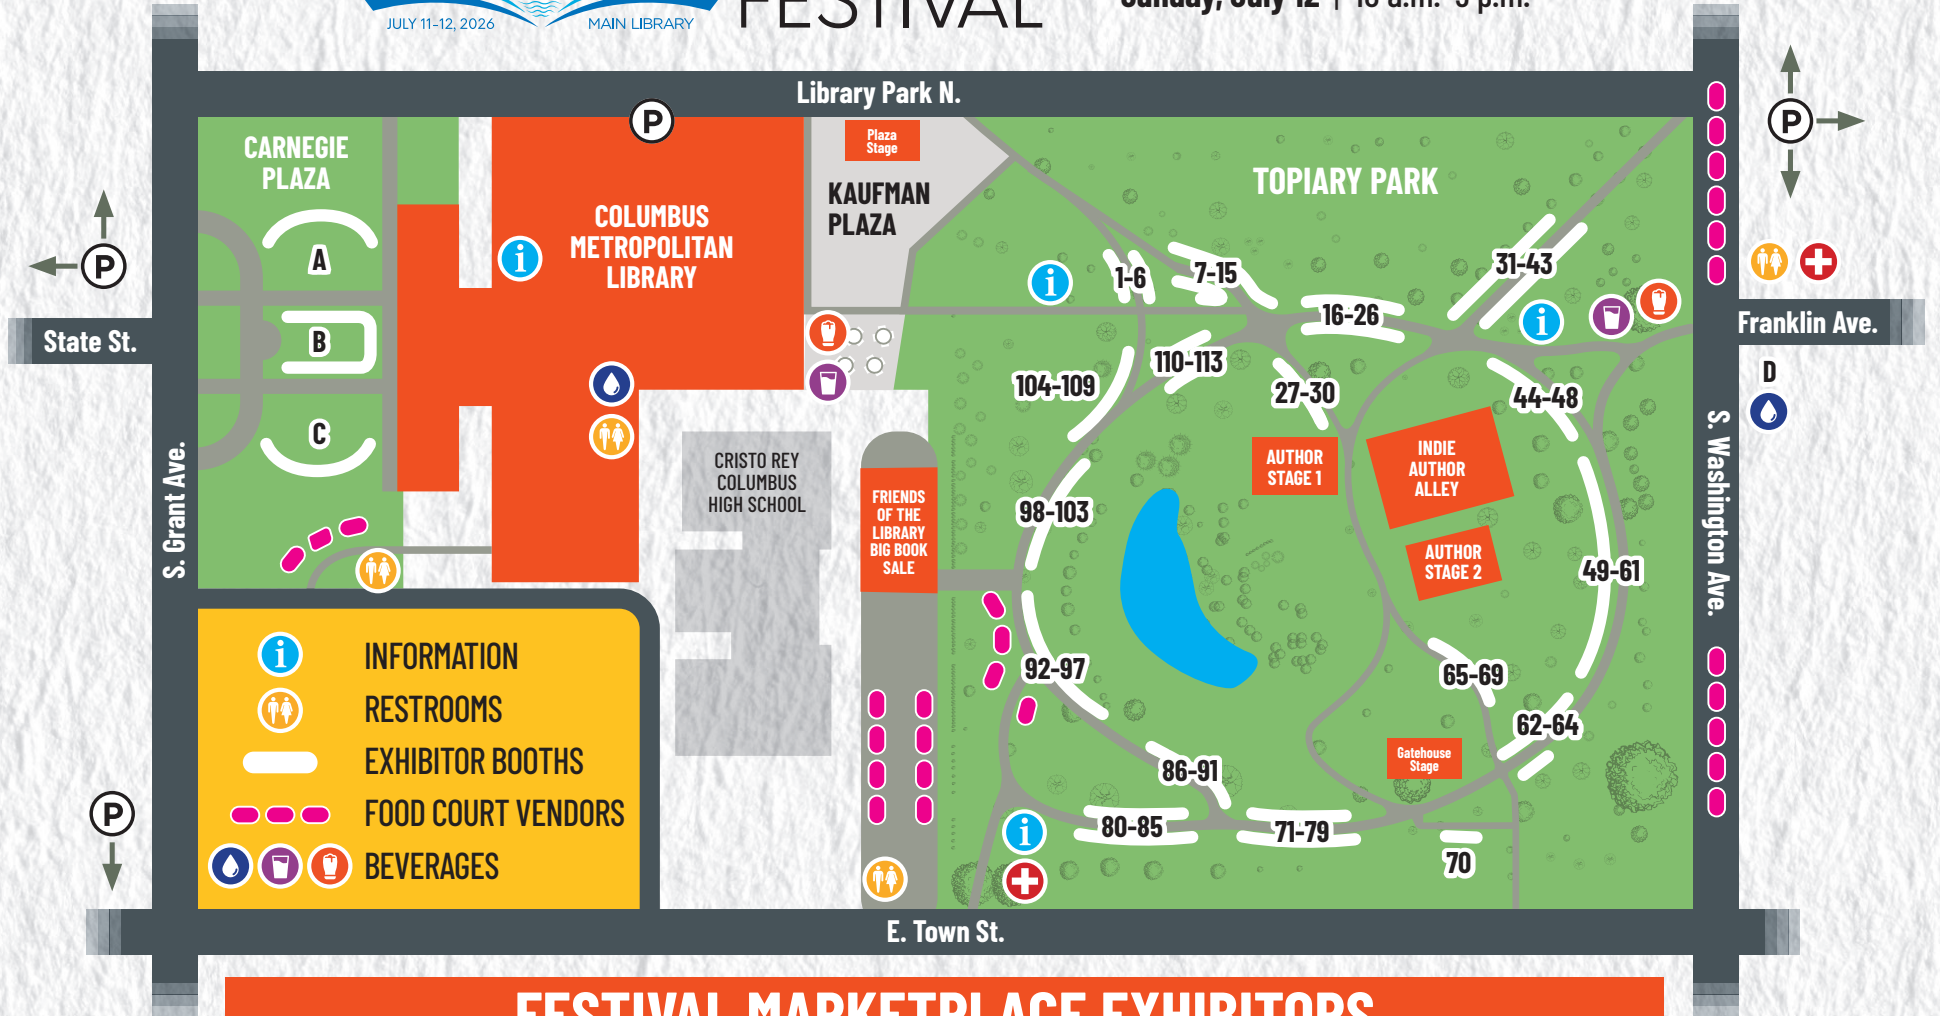 JULY 11-12, 2026
MAIN LIBRARY
FESTIVAL
Sunday, July 12 | 10 a.m.-5 p.m.
Library Park N.
P
CARNEGIE
PLAZA
Plaza
Stage
KAUFMAN
PLAZA
TOPIARY PARK
P
COLUMBUS
METROPOLITAN
LIBRARY
i
A
P
i
1-6
7-15
31-43
16-26
i
State St.
B
Franklin Ave.
104-109
110-113
27-30
44-48
D
C
S. Grant Ave.
CRISTO REY
COLUMBUS
HIGH SCHOOL
AUTHOR
STAGE 1
INDIE
AUTHOR
ALLEY
S. Washington Ave.
FRIENDS
OF THE
LIBRARY
BIG BOOK
SALE
98-103
AUTHOR
STAGE 2
49-61
i INFORMATION
RESTROOMS
EXHIBITOR BOOTHS
FOOD COURT VENDORS
BEVERAGES
92-97
65-69
62-64
Gatehouse
Stage
86-91
P
80-85
71-79
70
i
E. Town St.
FESTIVAL MARKETPLACE EXHIBITORS